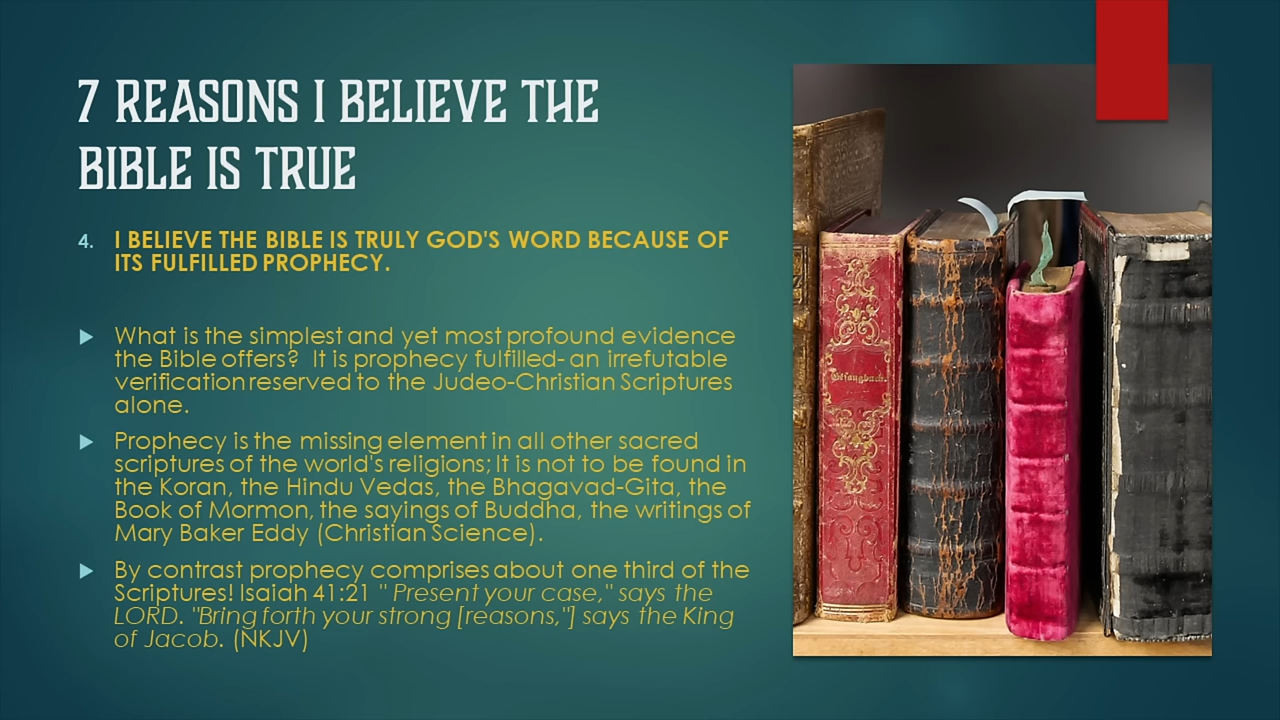 7 REASONS I BELIEVE THE
BIBLE IS TRUE
4. I BELIEVE THE BIBLE IS TRULY GOD'S WORD BECAUSE OF
ITS FULFILLED PROPHECY.
What is the simplest and yet most profound evidence
the Bible offers? It is prophecy fulfilled- an irrefutable
verification reserved to the Judeo-Christian Scriptures
alone.
Prophecy is the missing element in all other sacred
scriptures of the world's religions; It is not to be found in
the Koran, the Hindu Vedas, the Bhagavad-Gita, the
Book of Mormon, the sayings of Buddha, the writings of
Mary Baker Eddy (Christian Science).
By contrast prophecy comprises about one third of the
Scriptures! Isaiah 41:21 " Present your case," says the
LORD. "Bring forth your strong [reasons,"] says the King
of Jacob. (NKJV)